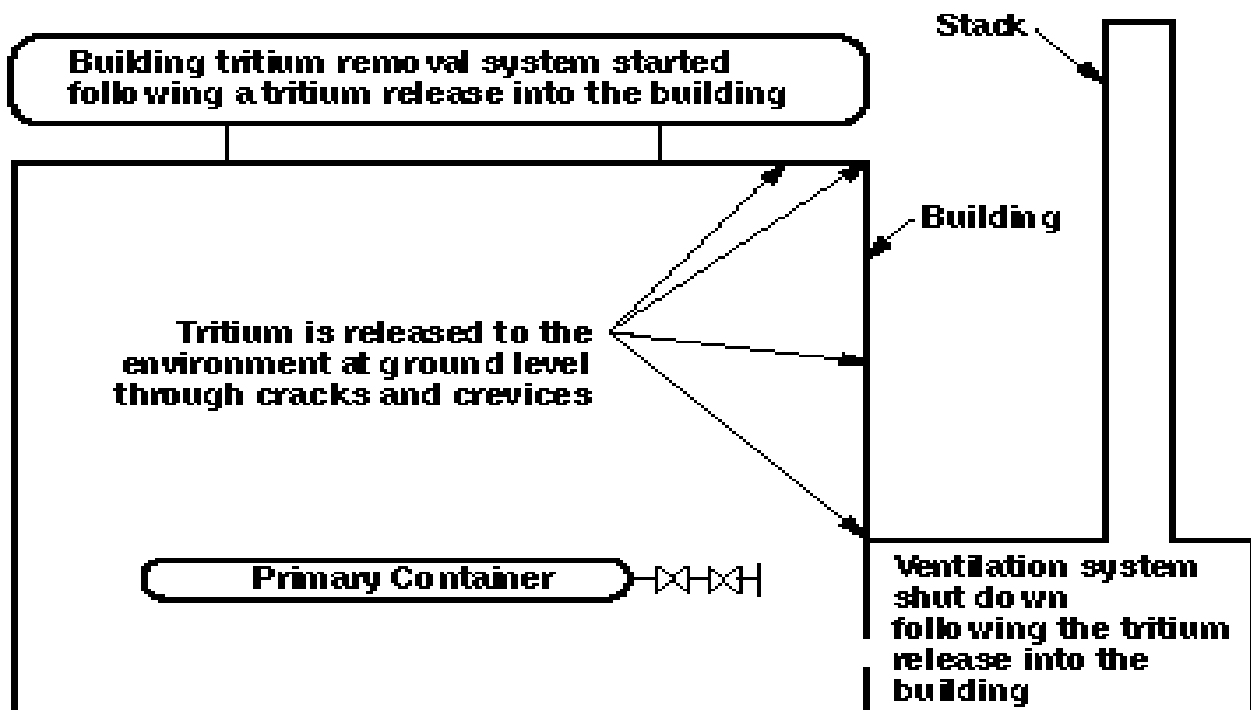 Stack
Building tritium removal system started
following a tritium release into the building
Building
Tritium is released to the
environment at ground level
through cracks and crevices
Primary Container
Ventilation system
shut down
following the tritium
release into the
building